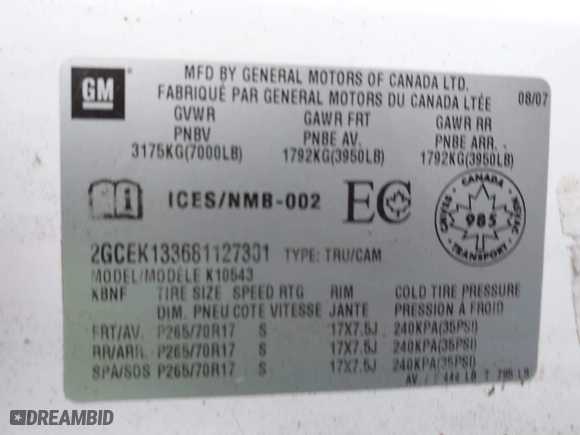 GM
MFD BY GENERAL MOTORS OF CANADA LTD.
FABRIQUÉ PAR GENERAL MOTORS DU CANADA LTÉE
08/07
GVWR GAWR FRT GAWR RR
PNBV PNBE AV. PNBE ARR.
3175KG(7000LB) 1792KG(3950LB) 1792KG(3950LB)
ICES/NMB-002
EC
CANADA
985
TRANSPORT
2GCEK133681127301 TYPE: TRU/CAM
MODEL/MODÈLE K10543
KBNF TIRE SIZE SPEED RTG RIM COLD TIRE PRESSURE
DIM. PNEU COTE VITESSE JANTE PRESSION À FROID
FRT/AV. P265/70R17 S 17X7.5J 240KPA(35PSI)
RR/ARR. P265/70R17 S 17X7.5J 240KPA(35PSI)
SPA/SOS P265/70R17 S 17X7.5J 240KPA(35PSI)
DREAMBID